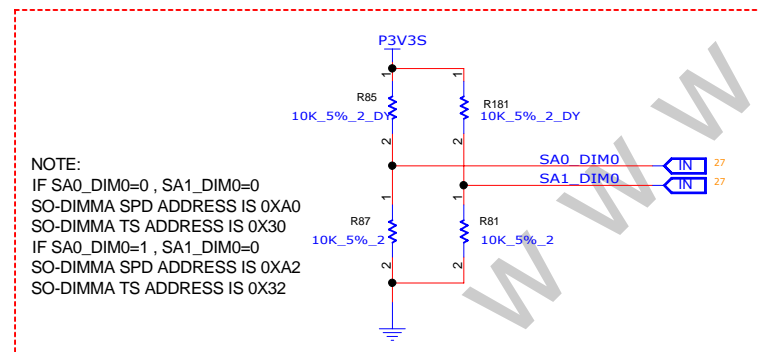 P3V3S
1
1
R85
10K_5%_2_DY
R181
10K_5%_2_DY
2
2
SA0_DIM0
IN
27
SA1_DIM0
IN
27
NOTE:
IF SA0_DIM0=0 , SA1_DIM0=0
SO-DIMMA SPD ADDRESS IS 0XA0
SO-DIMMA TS ADDRESS IS 0X30
IF SA0_DIM0=1 , SA1_DIM0=0
SO-DIMMA SPD ADDRESS IS 0XA2
SO-DIMMA TS ADDRESS IS 0X32
1
1
R87
10K_5%_2
R81
10K_5%_2
2
2
W W W